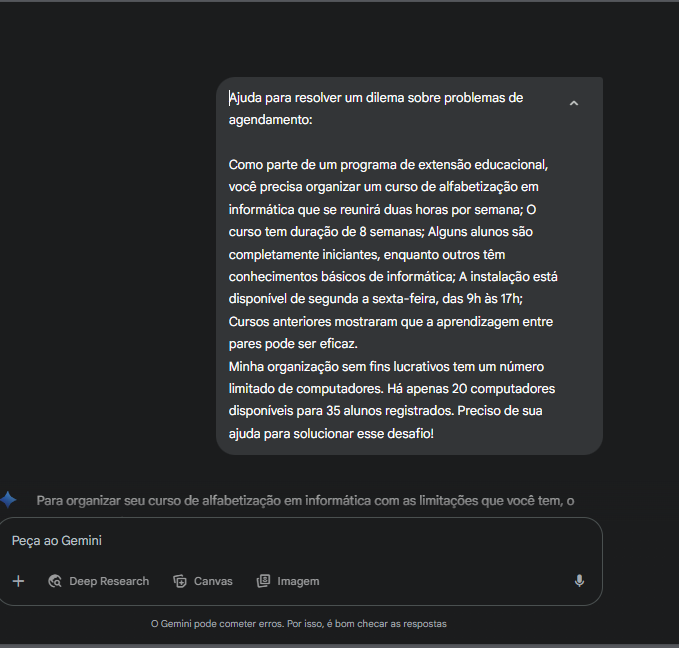 Ajuda para resolver um dilema sobre problemas de
agendamento:
Como parte de um programa de extensão educacional,
você precisa organizar um curso de alfabetização em
informática que se reunirá duas horas por semana; O
curso tem duração de 8 semanas; Alguns alunos são
completamente iniciantes, enquanto outros têm
conhecimentos básicos de informática; A instalação está
disponível de segunda a sexta-feira, das 9h às 17h;
Cursos anteriores mostraram que a aprendizagem entre
pares pode ser eficaz.
Minha organização sem fins lucrativos tem um número
limitado de computadores. Há apenas 20 computadores
disponíveis para 35 alunos registrados. Preciso de sua
ajuda para solucionar esse desafio!
Para organizar seu curso de alfabetização em informática com as limitações que você tem, o
Peça ao Gemini
Deep Research Canvas Imagem
O Gemini pode cometer erros. Por isso, é bom checar as respostas